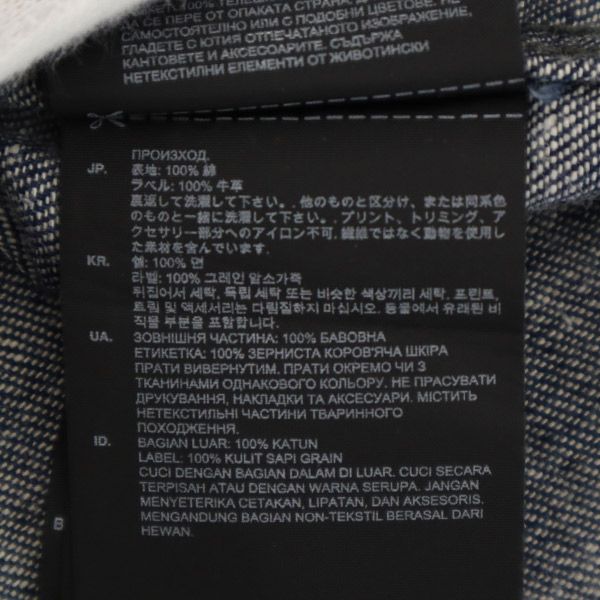 100% ТЕЛЕ
ДА СЕ ПЕРЕ ОТ ОПАКАТА СТРАНА. ДА
САМОСТОЯТЕЛНО ИЛИ С ПОДОБНИ ЦВЕТОВЕ. НЕ
ГЛАДЕТЕ С ЮТИЯ ОТПЕЧАТАНОТО ИЗОБРАЖЕНИЕ,
КАНТОВЕТЕ И АКСЕСОАРИТЕ. СЪДЪРЖА
НЕТЕКСТИЛНИ ЕЛЕМЕНТИ ОТ ЖИВОТИНСКИ
ПРОИЗХОД.
JP. 表地: 100% 綿
ラベル: 100% 牛革
裏返して洗濯して下さい。. 他のものと区分け、または同系色
のものと一緒に洗濯して下さい。. プリント、トリミング、ア
クセサリー部分へのアイロン不可. 繊維ではなく動物を使用し
た素材を含んでいます.
KR. 겉: 100% 면
라벨: 100% 그레인 암소가죽
뒤집어서 세탁. 독립 세탁 또는 비슷한 색상끼리 세탁. 프린트,
트림 및 액세서리는 다림질하지 마십시오. 동물에서 유래된 비
직물 부분을 포함합니다.
UA. ЗОВНІШНЯ ЧАСТИНА: 100% БАВОВНА
ЕТИКЕТКА: 100% ЗЕРНИСТА КОРОВ'ЯЧА ШКІРА
ПРАТИ ВИВЕРНУТИМ. ПРАТИ ОКРЕМО ЧИ З
ТКАНИНАМИ ОДНАКОВОГО КОЛЬОРУ. НЕ ПРАСУВАТИ
ДРУКУВАННЯ, НАКЛАДКИ ТА АКСЕСУАРИ. МІСТИТЬ
НЕТЕКСТИЛЬНІ ЧАСТИНИ ТВАРИННОГО
ПОХОДЖЕННЯ.
ID. BAGIAN LUAR: 100% KATUN
LABEL: 100% KULIT SAPI GRAIN
CUCI DENGAN BAGIAN DALAM DI LUAR. CUCI SECARA
TERPISAH ATAU DENGAN WARNA SERUPA. JANGAN
MENYETERIKA CETAKAN, LIPATAN, DAN AKSESORIS.
MENGANDUNG BAGIAN NON-TEKSTIL BERASAL DARI
HEWAN.
B